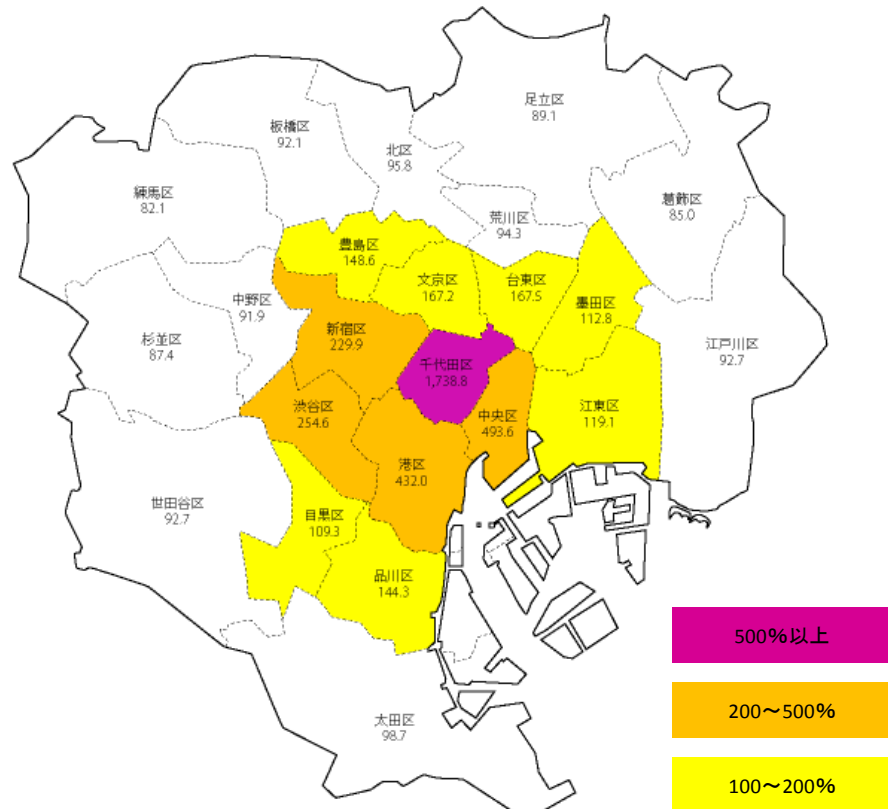 足立区
89.1
板橋区
92.1
北区
95.8
練馬区
82.1
葛飾区
85.0
荒川区
94.3
豊島区
148.6
文京区
167.2
台東区
167.5
墨田区
112.8
中野区
91.9
杉並区
87.4
新宿区
229.9
江戸川区
92.7
千代田区
1,738.8
渋谷区
254.6
中央区
493.6
江東区
119.1
港区
432.0
世田谷区
92.7
目黒区
109.3
品川区
144.3
太田区
98.7
500%以上
200～500%
100～200%